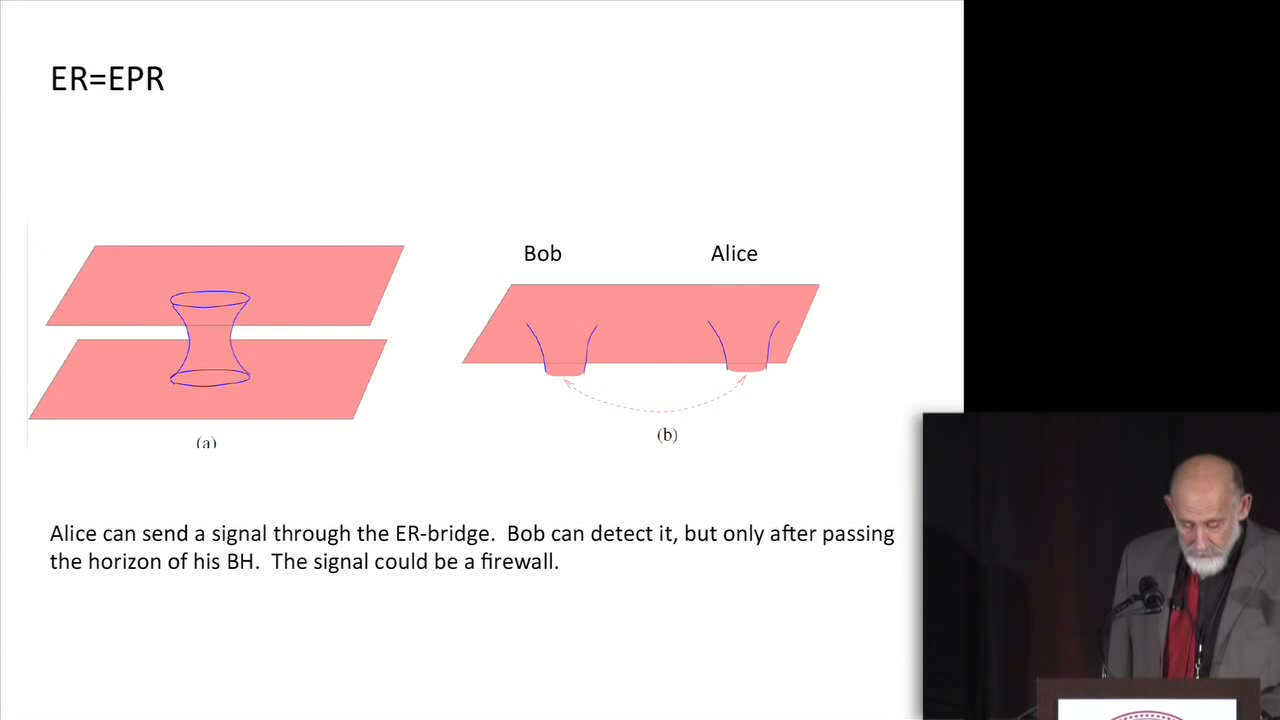 ER=EPR
Bob
Alice
(a)
(b)
Alice can send a signal through the ER-bridge.  Bob can detect it, but only after passing
the horizon of his BH.  The signal could be a firewall.